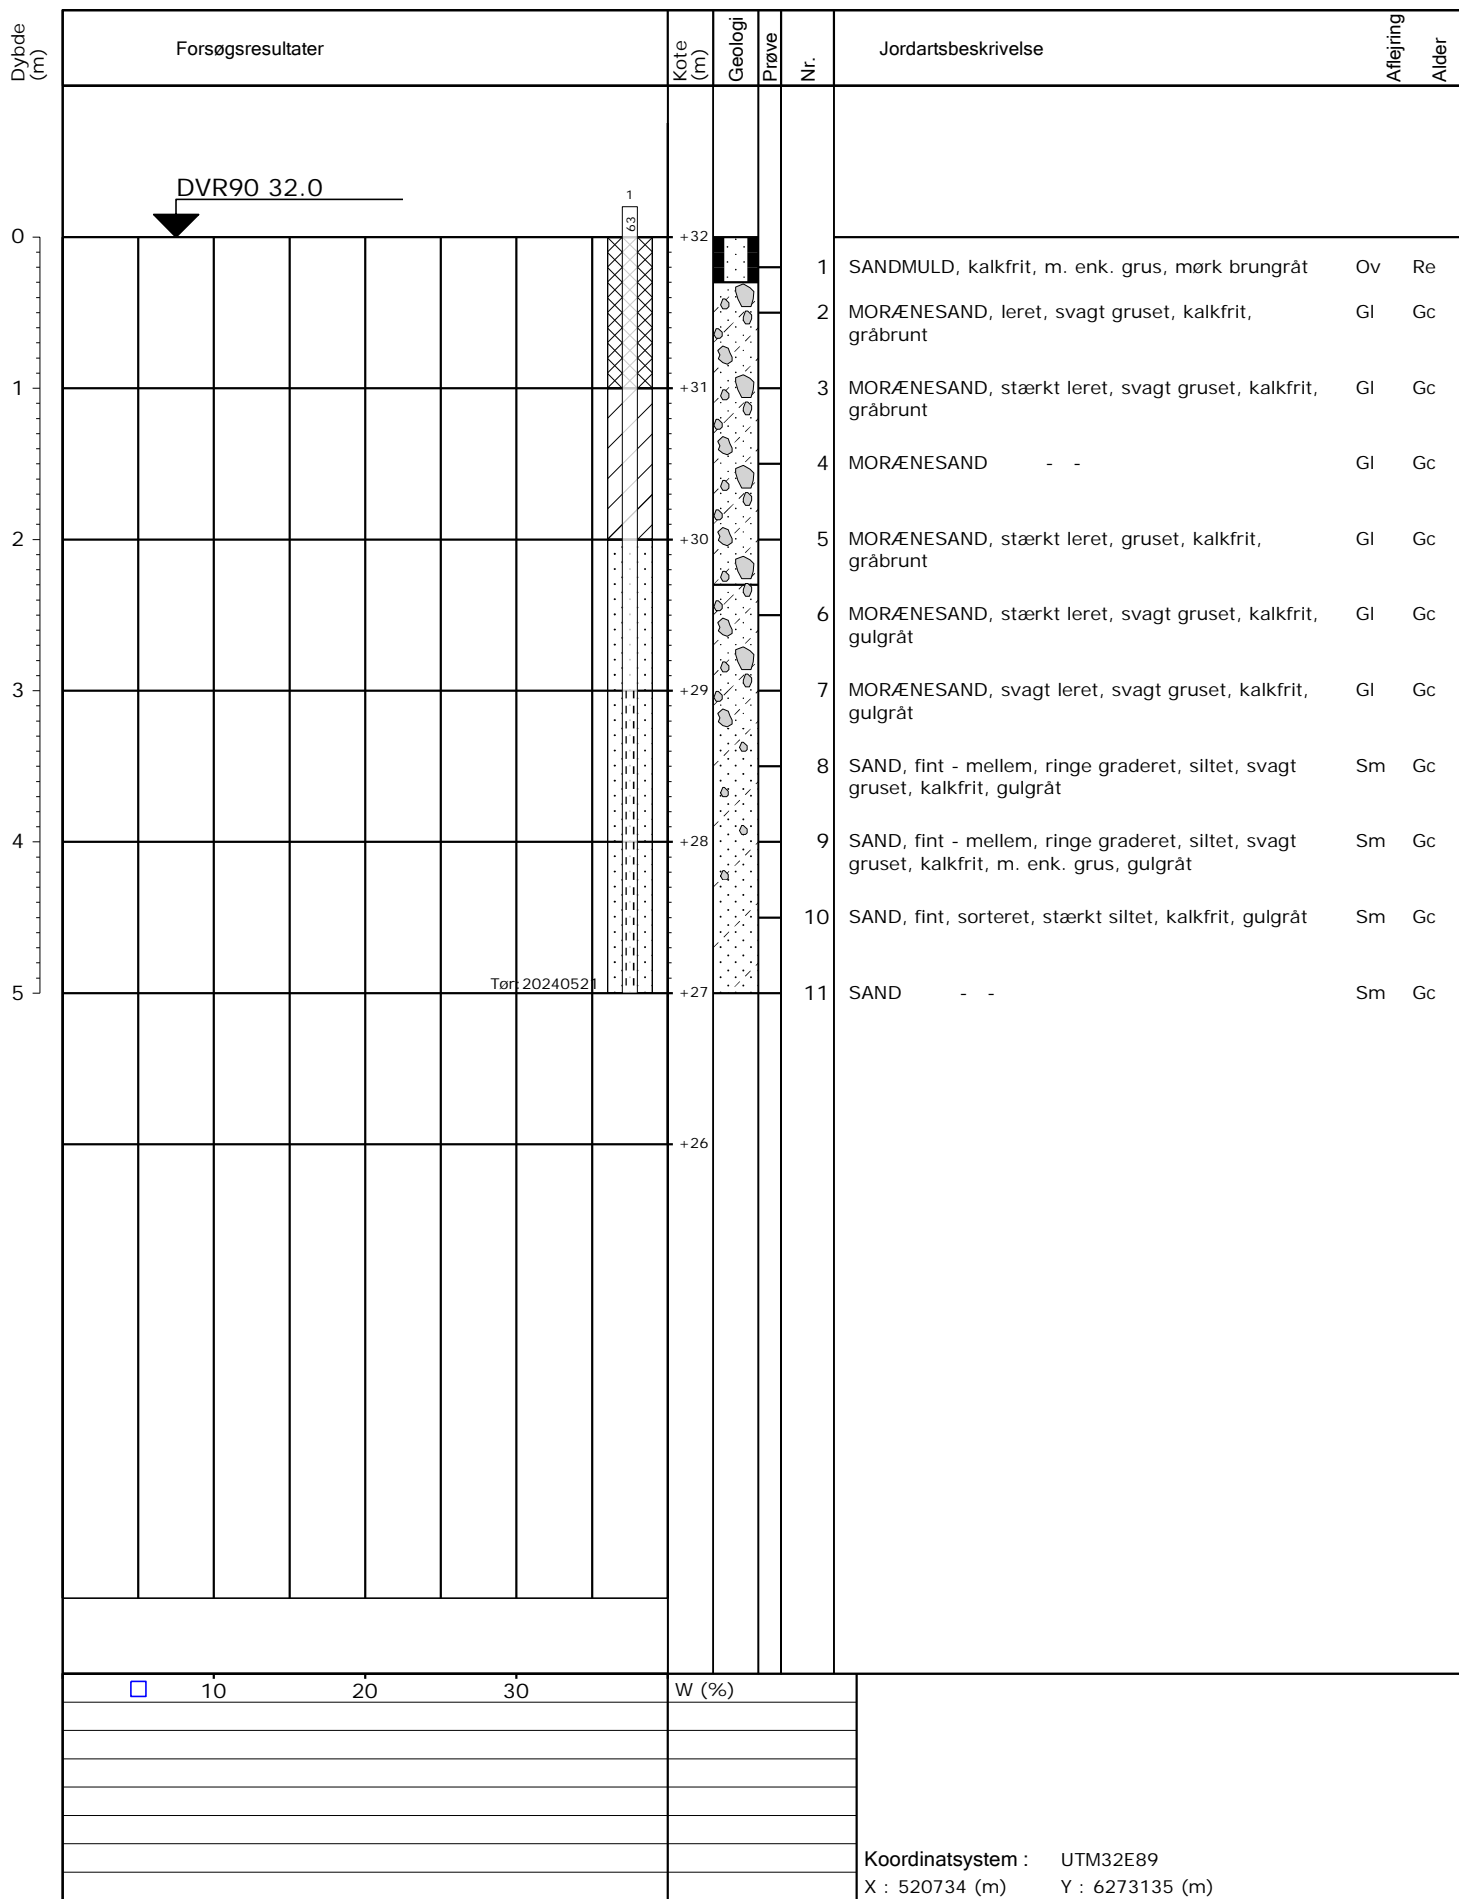 Dybde
(m)
Forsøgsresultater
Kote
(m)
Geologi
Prøve
Nr.
Jordartsbeskrivelse
Aflejring
Alder
DVR90 32.0
1
63
0
+32
1 SANDMULD, kalkfrit, m. enk. grus, mørk brungråt Ov Re
2 MORÆNESAND, leret, svagt gruset, kalkfrit, Gl Gc
gråbrunt
1
+31
3 MORÆNESAND, stærkt leret, svagt gruset, kalkfrit, Gl Gc
gråbrunt
4 MORÆNESAND - - Gl Gc
2
+30
5 MORÆNESAND, stærkt leret, gruset, kalkfrit, Gl Gc
gråbrunt
6 MORÆNESAND, stærkt leret, svagt gruset, kalkfrit, Gl Gc
gulgråt
3
+29
7 MORÆNESAND, svagt leret, svagt gruset, kalkfrit, Gl Gc
gulgråt
8 SAND, fint - mellem, ringe graderet, siltet, svagt Sm Gc
gruset, kalkfrit, gulgråt
4
+28
9 SAND, fint - mellem, ringe graderet, siltet, svagt Sm Gc
gruset, kalkfrit, m. enk. grus, gulgråt
10 SAND, fint, sorteret, stærkt siltet, kalkfrit, gulgråt Sm Gc
Tør:20240521
5
+27
11 SAND - - Sm Gc
+26
10 20 30 W (%)
Koordinatsystem : UTM32E89
X : 520734 (m) Y : 6273135 (m)